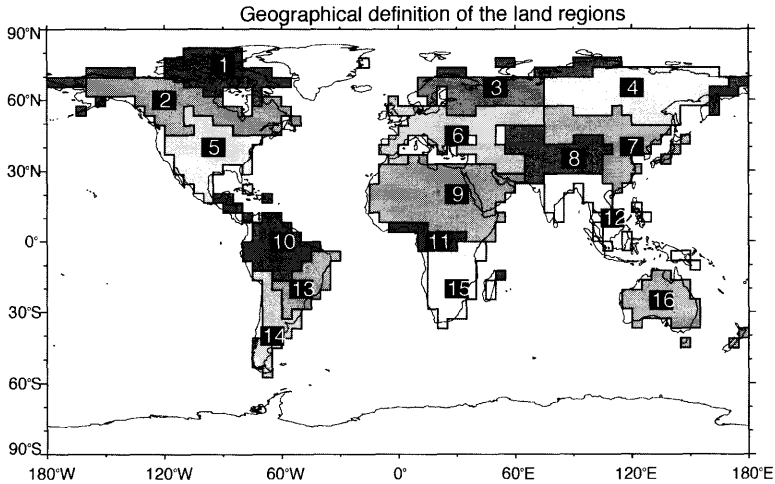 Geographical definition of the land regions
90°N
60°N
30°N
0°
30°S
60°S
90°S
1
2
3
4
5
6
7
8
9
10
11
12
13
14
15
16
180°W 120°W 60°W 0° 60°E 120°E 180°E